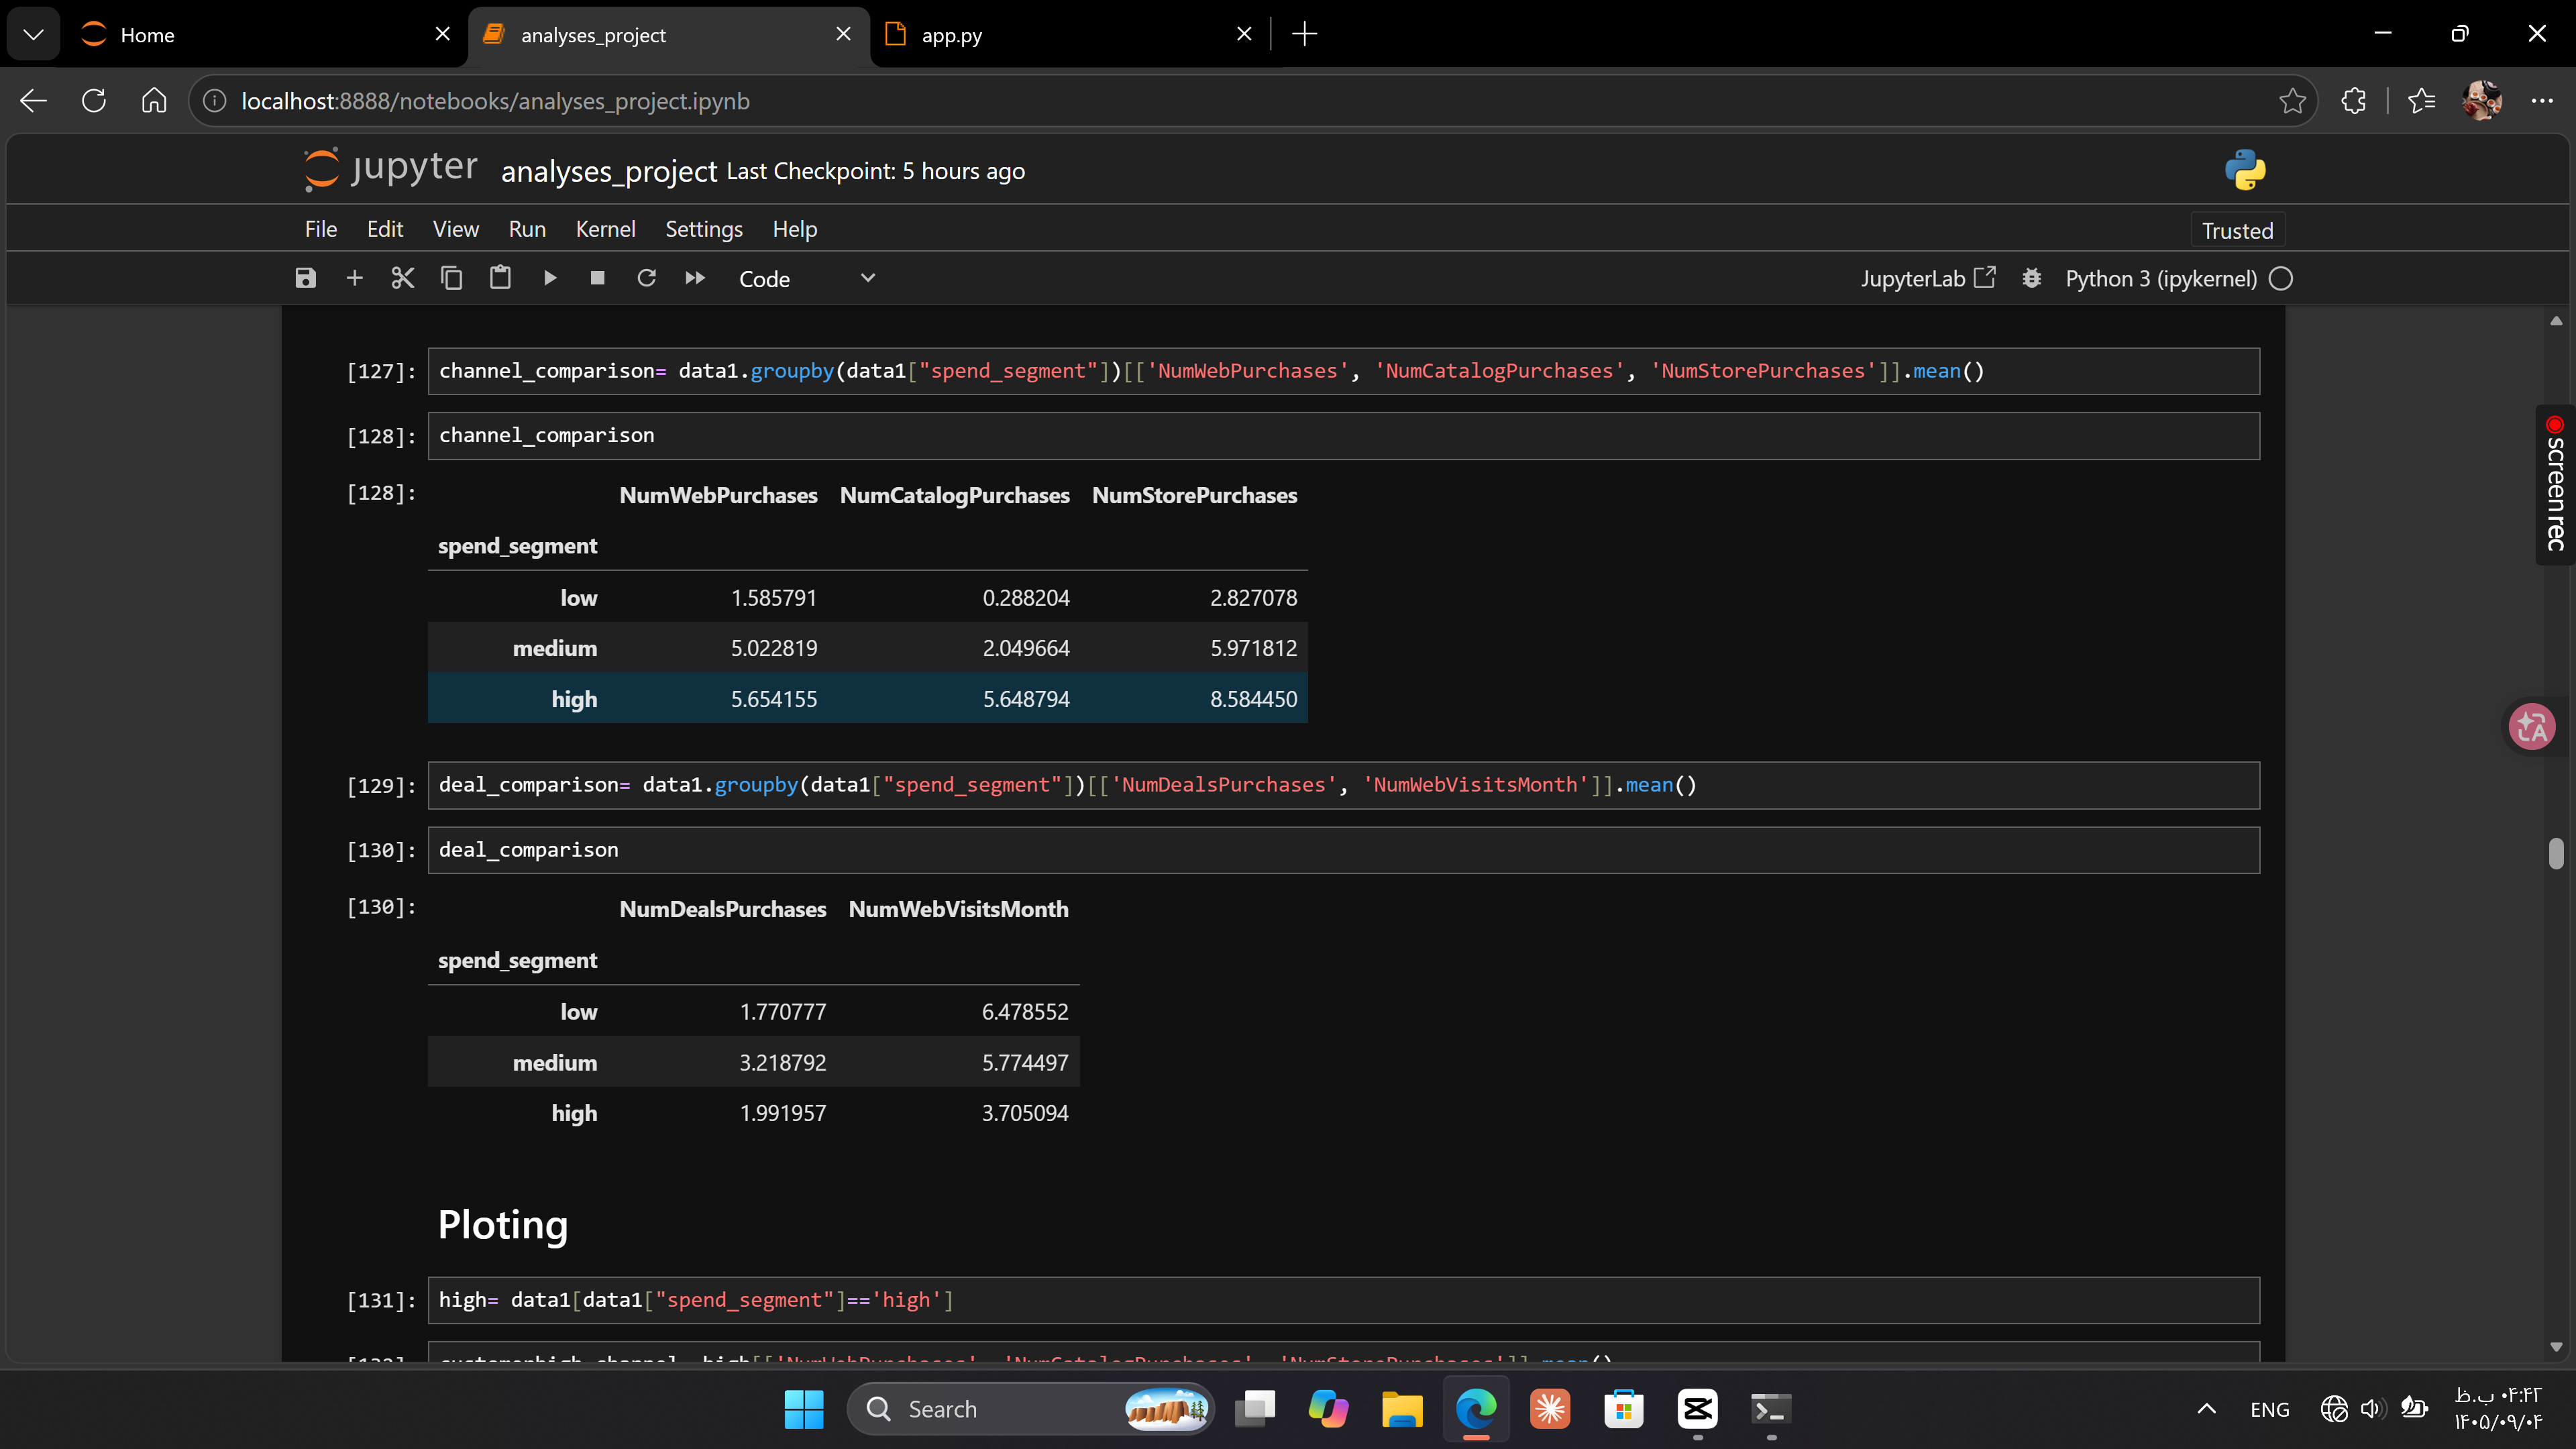 Home
analyses_project
app.py
localhost:8888/notebooks/analyses_project.ipynb
jupyter
analyses_project Last Checkpoint: 5 hours ago
File Edit View Run Kernel Settings Help
Trusted
Code
JupyterLab
Python 3 (ipykernel)
[127]: channel_comparison= data1.groupby(data1["spend_segment"])[['NumWebPurchases', 'NumCatalogPurchases', 'NumStorePurchases']].mean()
[128]: channel_comparison
[128]: NumWebPurchases NumCatalogPurchases NumStorePurchases
spend_segment
low 1.585791 0.288204 2.827078
medium 5.022819 2.049664 5.971812
high 5.654155 5.648794 8.584450
[129]: deal_comparison= data1.groupby(data1["spend_segment"])[['NumDealsPurchases', 'NumWebVisitsMonth']].mean()
[130]: deal_comparison
[130]: NumDealsPurchases NumWebVisitsMonth
spend_segment
low 1.770777 6.478552
medium 3.218792 5.774497
high 1.991957 3.705094
Ploting
[131]: high= data1[data1["spend_segment"]=='high']
screenrec
Search
ENG
۰۴:۴۲ ب.ظ
۱۴۰۵/۰۹/۰۴